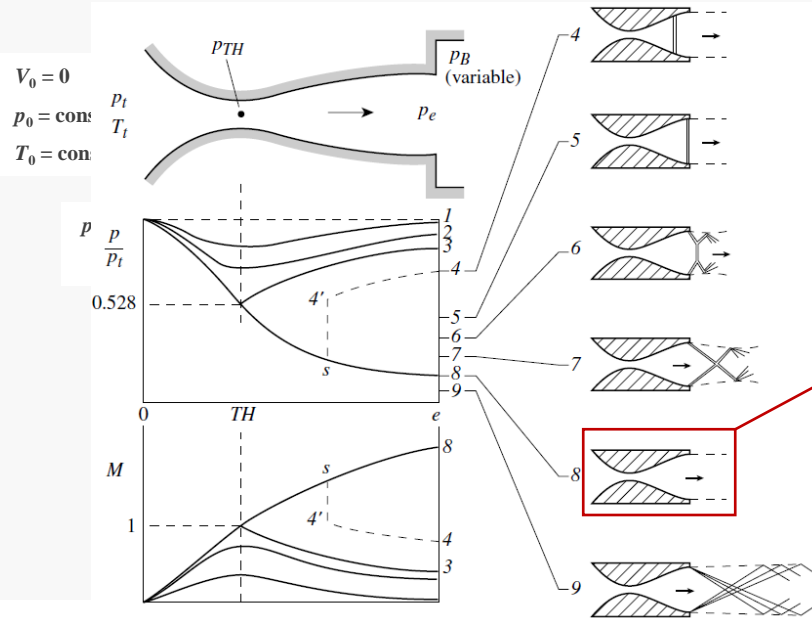 V₀ = 0
p₀ = cons
T₀ = cons
p_TH
p_t
T_t
p_B
(variable)
p_e
p
p/p_t
0.528
1
2
3
4
4'
5
6
7
s
8
9
0
TH
e
M
1
8
s
4'
4
3
4
5
6
7
8
9